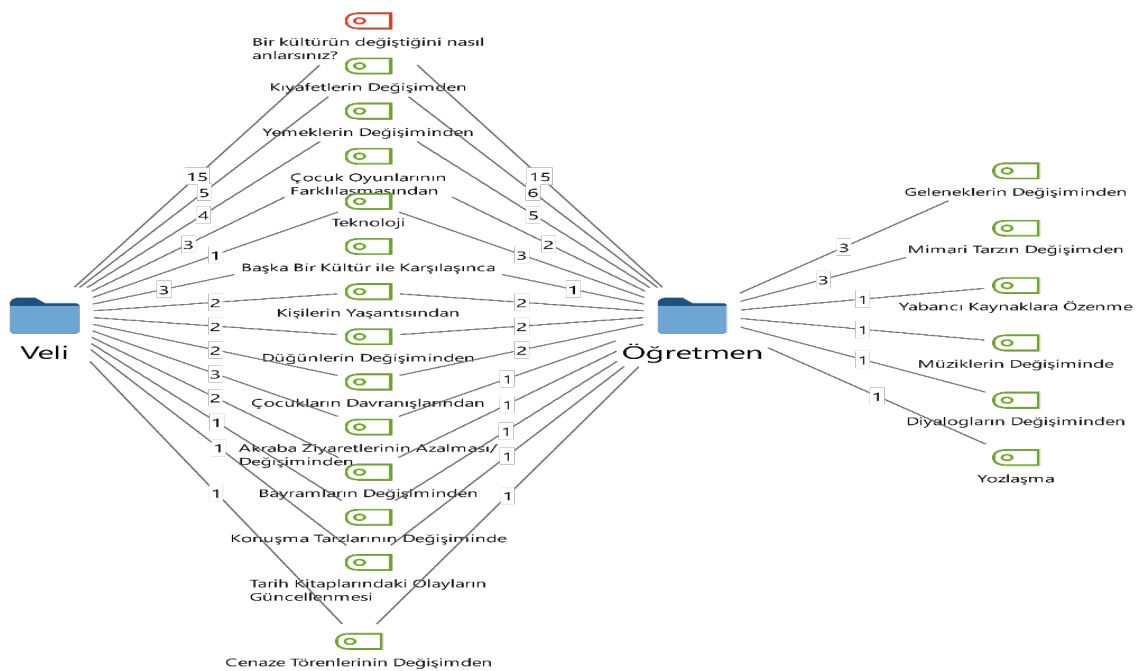 Bir kültürün değiştiğini nasıl
anlarsınız?
Kıyafetlerin Değişimden
Yemeklerin Değişiminden
Çocuk Oyunlarının
Farklılaşmasından
Teknoloji
Başka Bir Kültür ile Karşılaşınca
Kişilerin Yaşantısından
Düğünlerin Değişiminden
Çocukların Davranışlarından
Akraba Ziyaretlerinin Azalması/
Değişiminden
Bayramların Değişiminden
Konuşma Tarzlarının Değişiminde
Tarih Kitaplarındaki Olayların
Güncellenmesi
Cenaze Törenlerinin Değişimden
Veli
15
5
4
3
1
3
2
2
2
3
2
1
1
1
Öğretmen
15
6
5
2
3
1
2
2
2
1
1
1
1
1
Geleneklerin Değişiminden
Mimari Tarzın Değişimden
Yabancı Kaynaklara Özenme
Müziklerin Değişiminde
Diyalogların Değişiminden
Yozlaşma
3
3
1
1
1
1